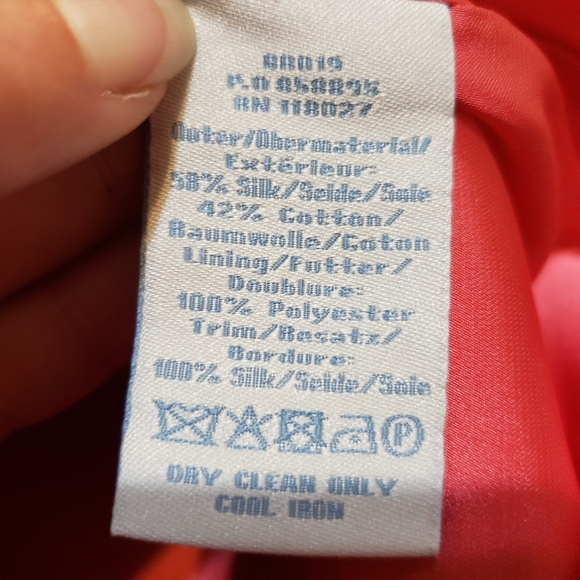 P.O 858895
RN 118027
Outer/Obermaterial/
Extérieur:
58% Silk/Seide/Soie
42% Cotton/
Baumwolle/Coton
Lining/Futter/
Doublure:
100% Polyester
Trim/Besatz/
Bordure:
100% Silk/Seide/Soie
P
DRY CLEAN ONLY
COOL IRON